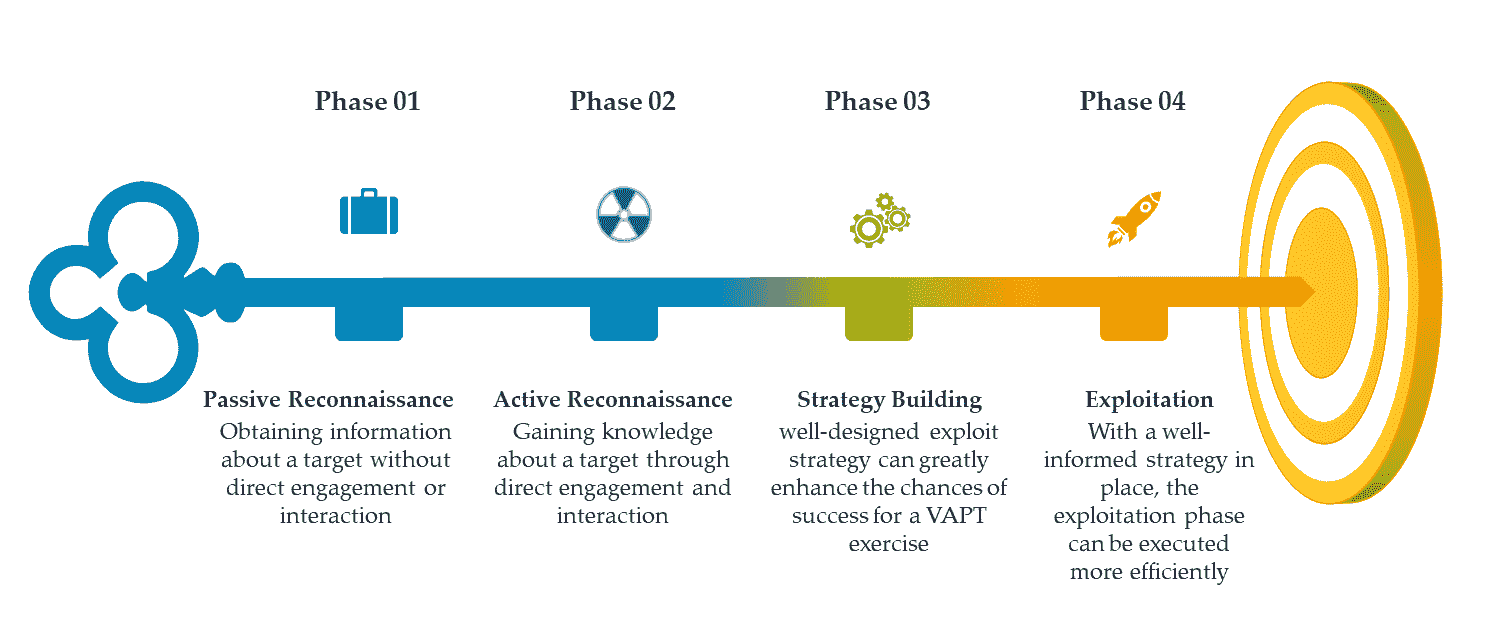 Phase 01
Phase 02
Phase 03
Phase 04
Passive Reconnaissance
Obtaining information
about a target without
direct engagement or
interaction
Active Reconnaissance
Gaining knowledge
about a target through
direct engagement and
interaction
Strategy Building
well-designed exploit
strategy can greatly
enhance the chances of
success for a VAPT
exercise
Exploitation
With a well-
informed strategy in
place, the
exploitation phase
can be executed
more efficiently